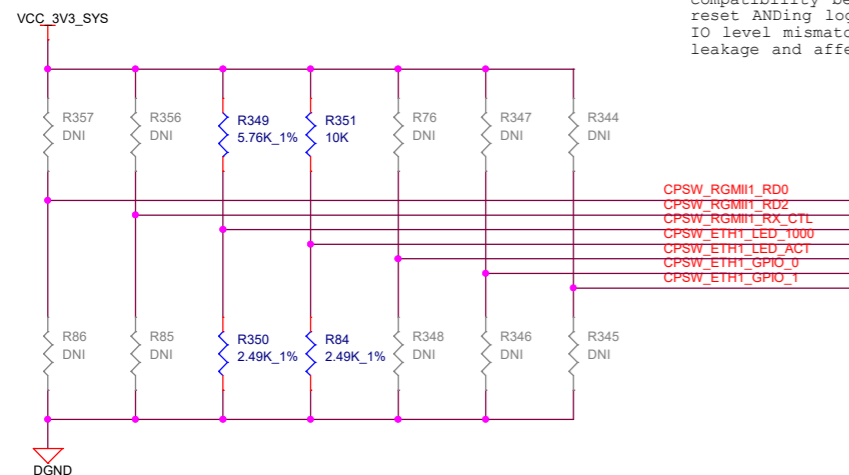 compatibility be
reset ANDing log
IO level mismatc
leakage and affe
VCC_3V3_SYS
R357
DNI
R356
DNI
R349
5.76K_1%
R351
10K
R76
DNI
R347
DNI
R344
DNI
CPSW_RGMII1_RD0
CPSW_RGMII1_RD2
CPSW_RGMII1_RX_CTL
CPSW_ETH1_LED_1000
CPSW_ETH1_LED_ACT
CPSW_ETH1_GPIO_0
CPSW_ETH1_GPIO_1
R86
DNI
R85
DNI
R350
2.49K_1%
R84
2.49K_1%
R348
DNI
R346
DNI
R345
DNI
DGND